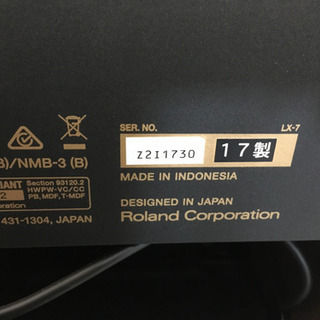 SER. NO. LX-7
Z2I1730 17製
)/NMB-3 (B)
MADE IN INDONESIA
IANT Section 93120.2
2 HWPW-VC/CC
oration PB, MDF, T-MDF
DESIGNED IN JAPAN
431-1304, JAPAN
Roland Corporation